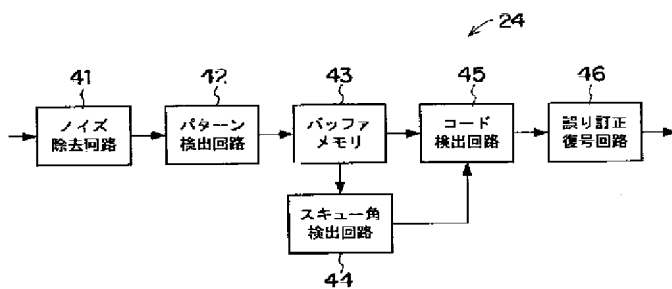 24
41
42
43
45
46
ノイズ
除去回路
パターン
検出回路
バッファ
メモリ
コード
検出回路
誤り訂正
復号回路
スキュー角
検出回路
44